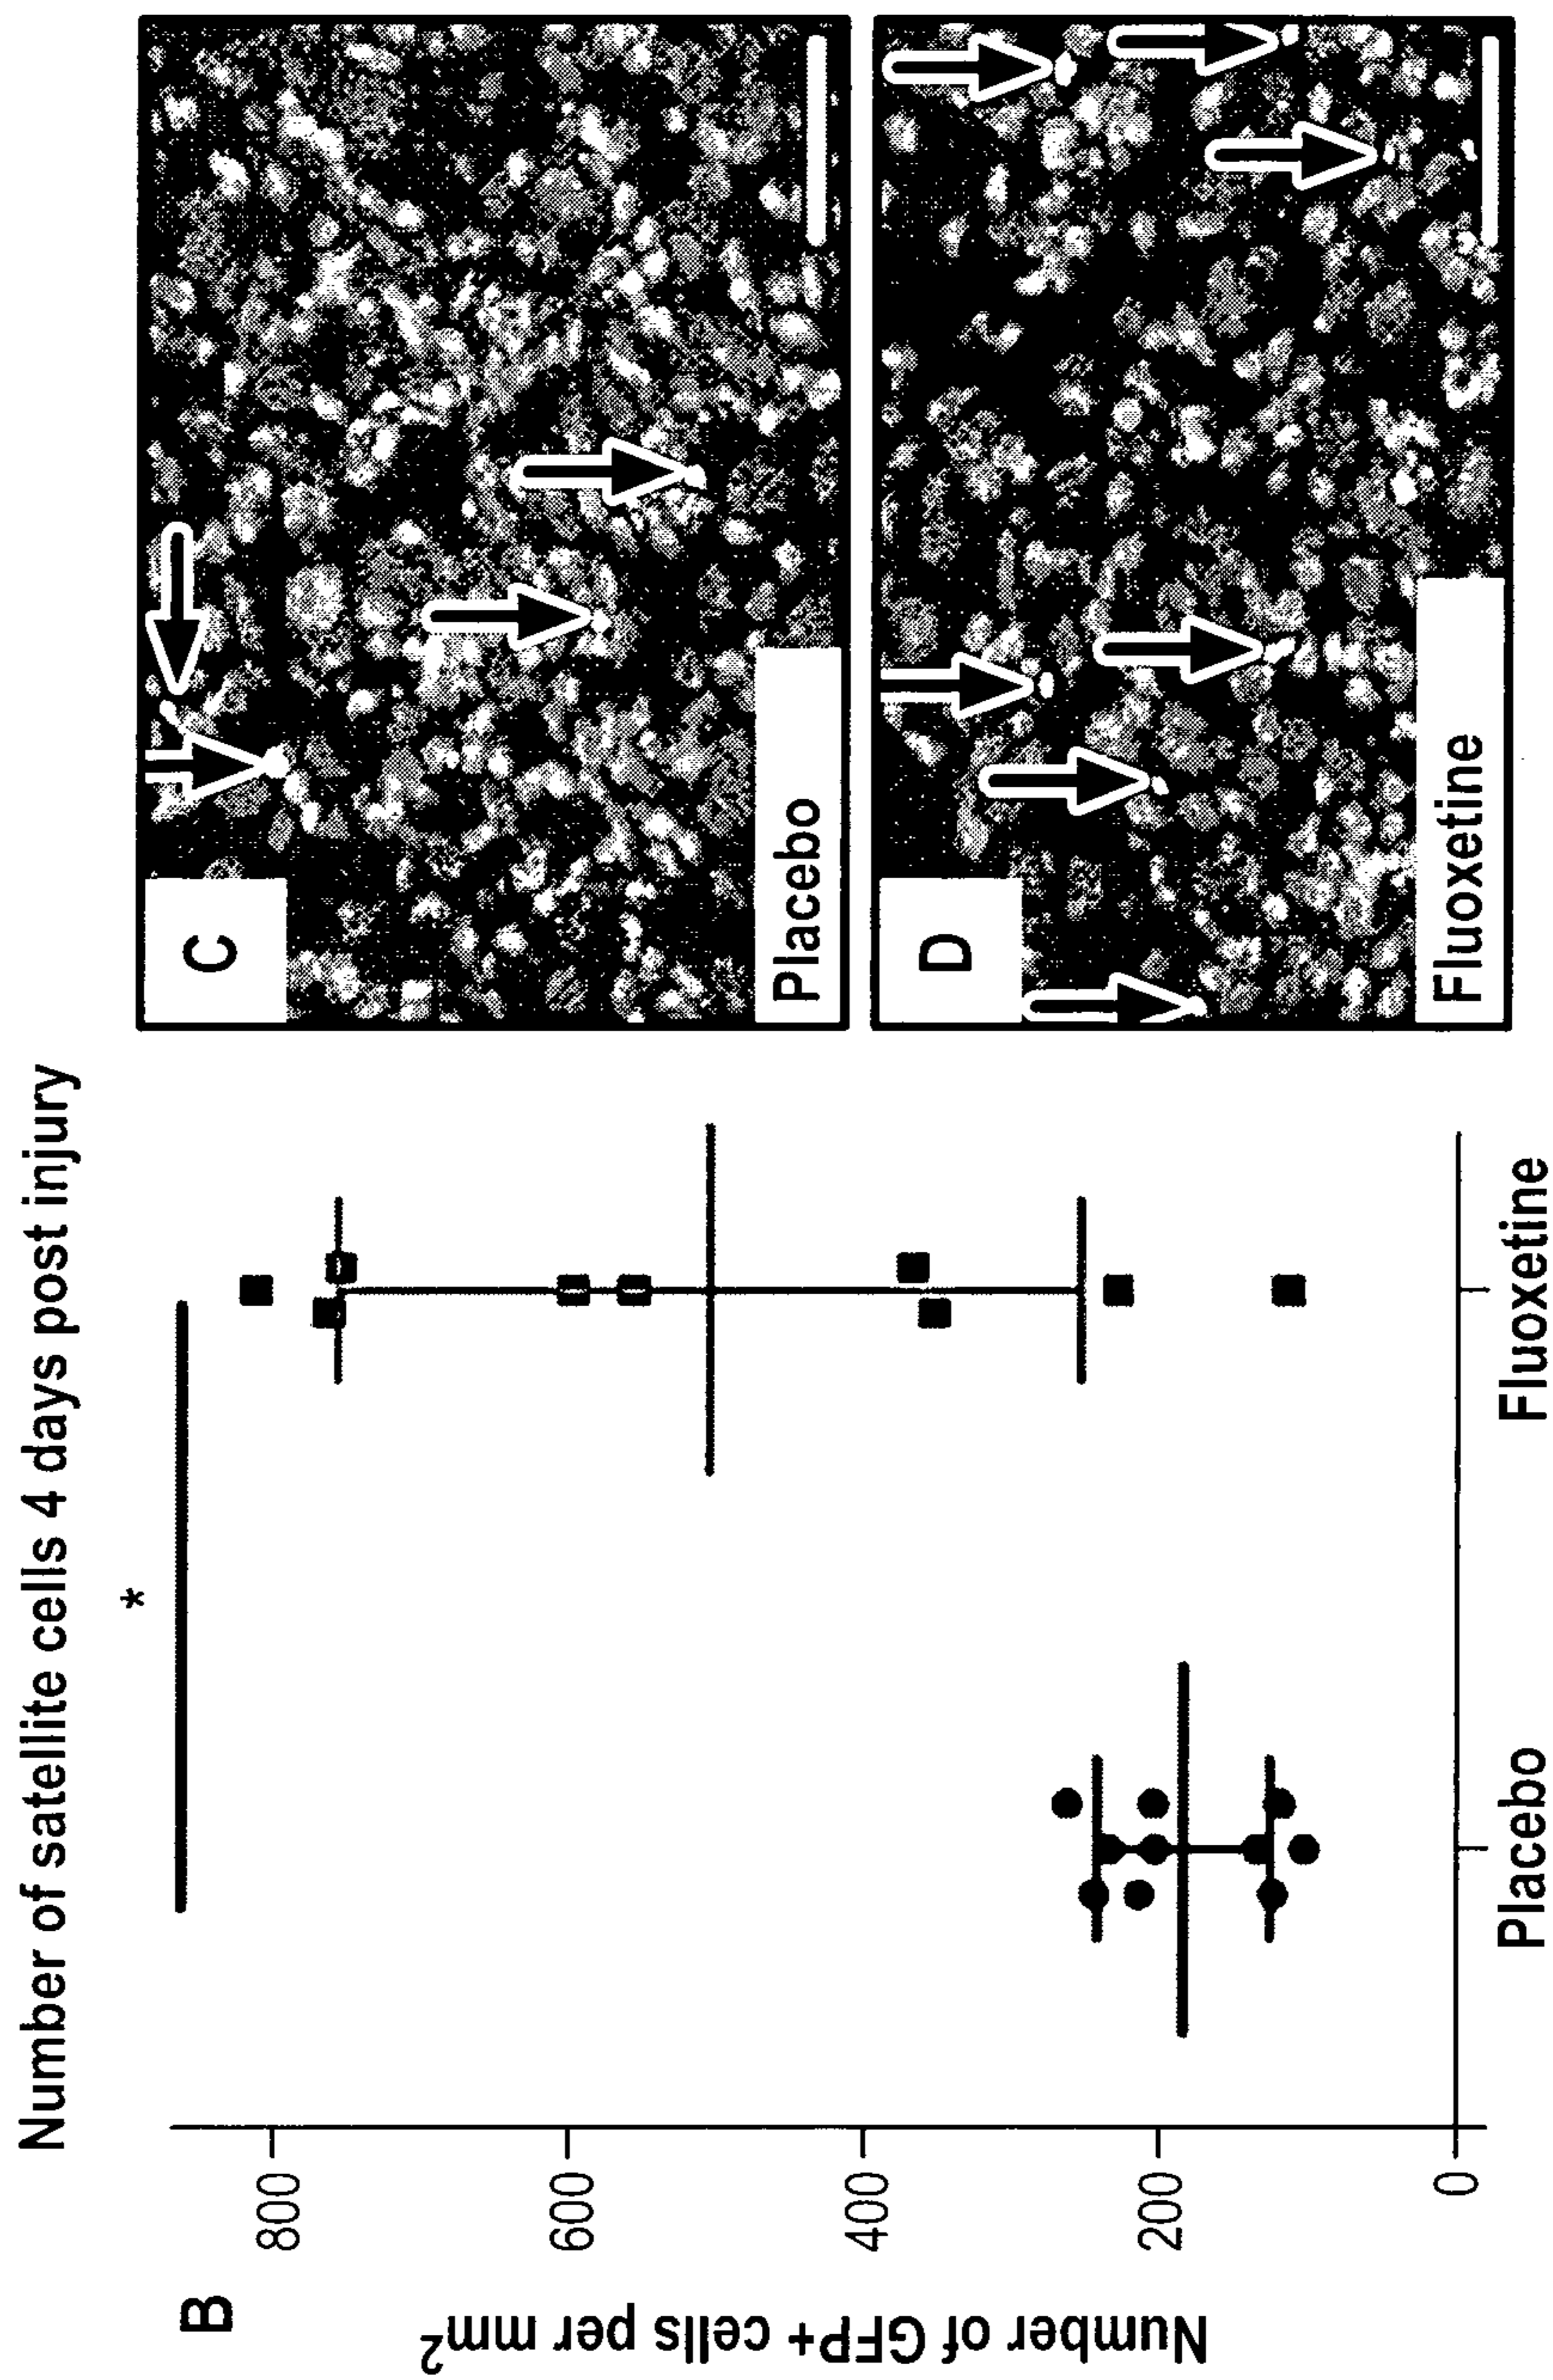 Number of satellite cells 4 days post injury
B
*
Number of GFP+ cells per mm²
800
600
400
200
0
Placebo
Fluoxetine
C
Placebo
D
Fluoxetine